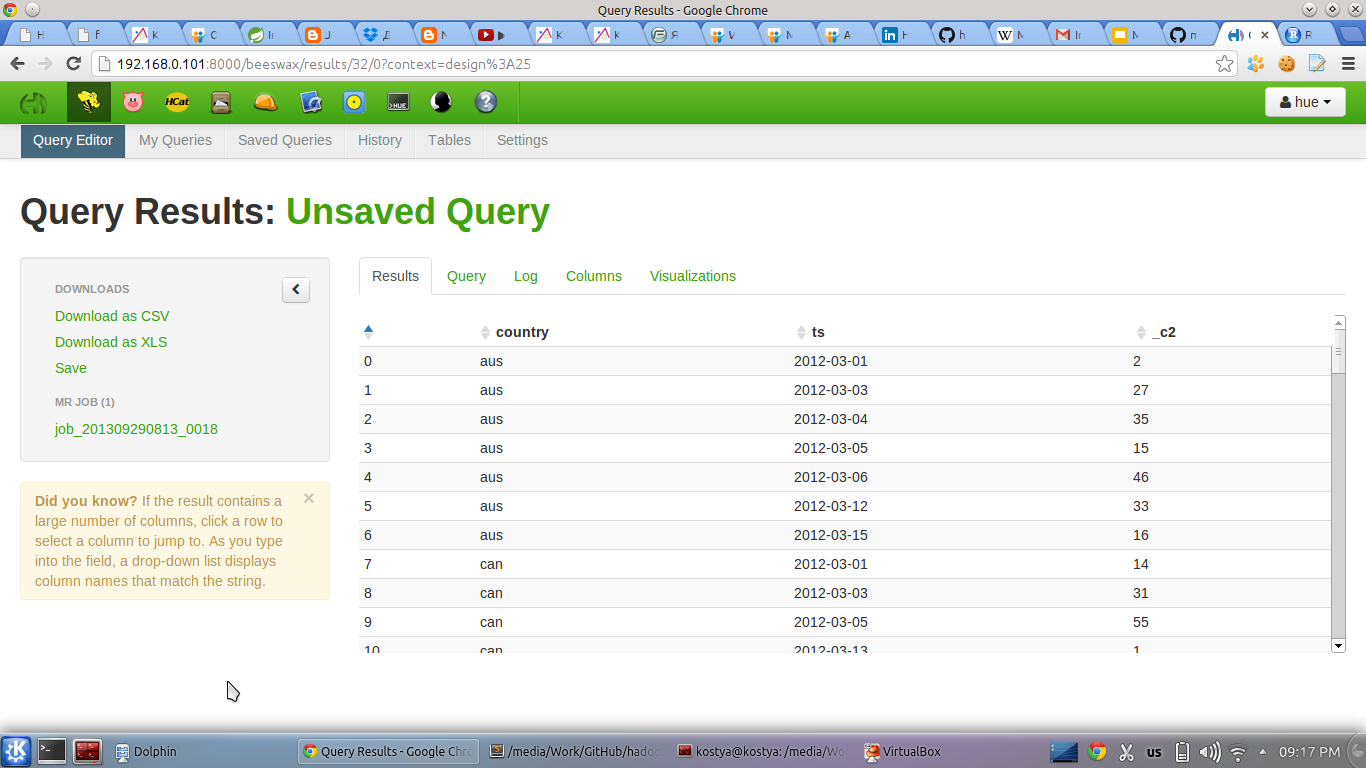 Query Results - Google Chrome
192.168.0.101:8000/beeswax/results/32/0?context=design%3A25
HCat
>HUE
?
hue
Query Editor My Queries Saved Queries History Tables Settings
Query Results: Unsaved Query
DOWNLOADS
Download as CSV
Download as XLS
Save
MR JOB (1)
job_201309290813_0018
Did you know? If the result contains a
large number of columns, click a row to
select a column to jump to. As you type
into the field, a drop-down list displays
column names that match the string.
×
Results Query Log Columns Visualizations
country ts _c2
0 aus 2012-03-01 2
1 aus 2012-03-03 27
2 aus 2012-03-04 35
3 aus 2012-03-05 15
4 aus 2012-03-06 46
5 aus 2012-03-12 33
6 aus 2012-03-15 16
7 can 2012-03-01 14
8 can 2012-03-03 31
9 can 2012-03-05 55
10 can 2012-03-13 1
Dolphin
Query Results - Google Chro
/media/Work/GitHub/hado
kostya@kostya: /media/Wo
VirtualBox
us
09:17 PM